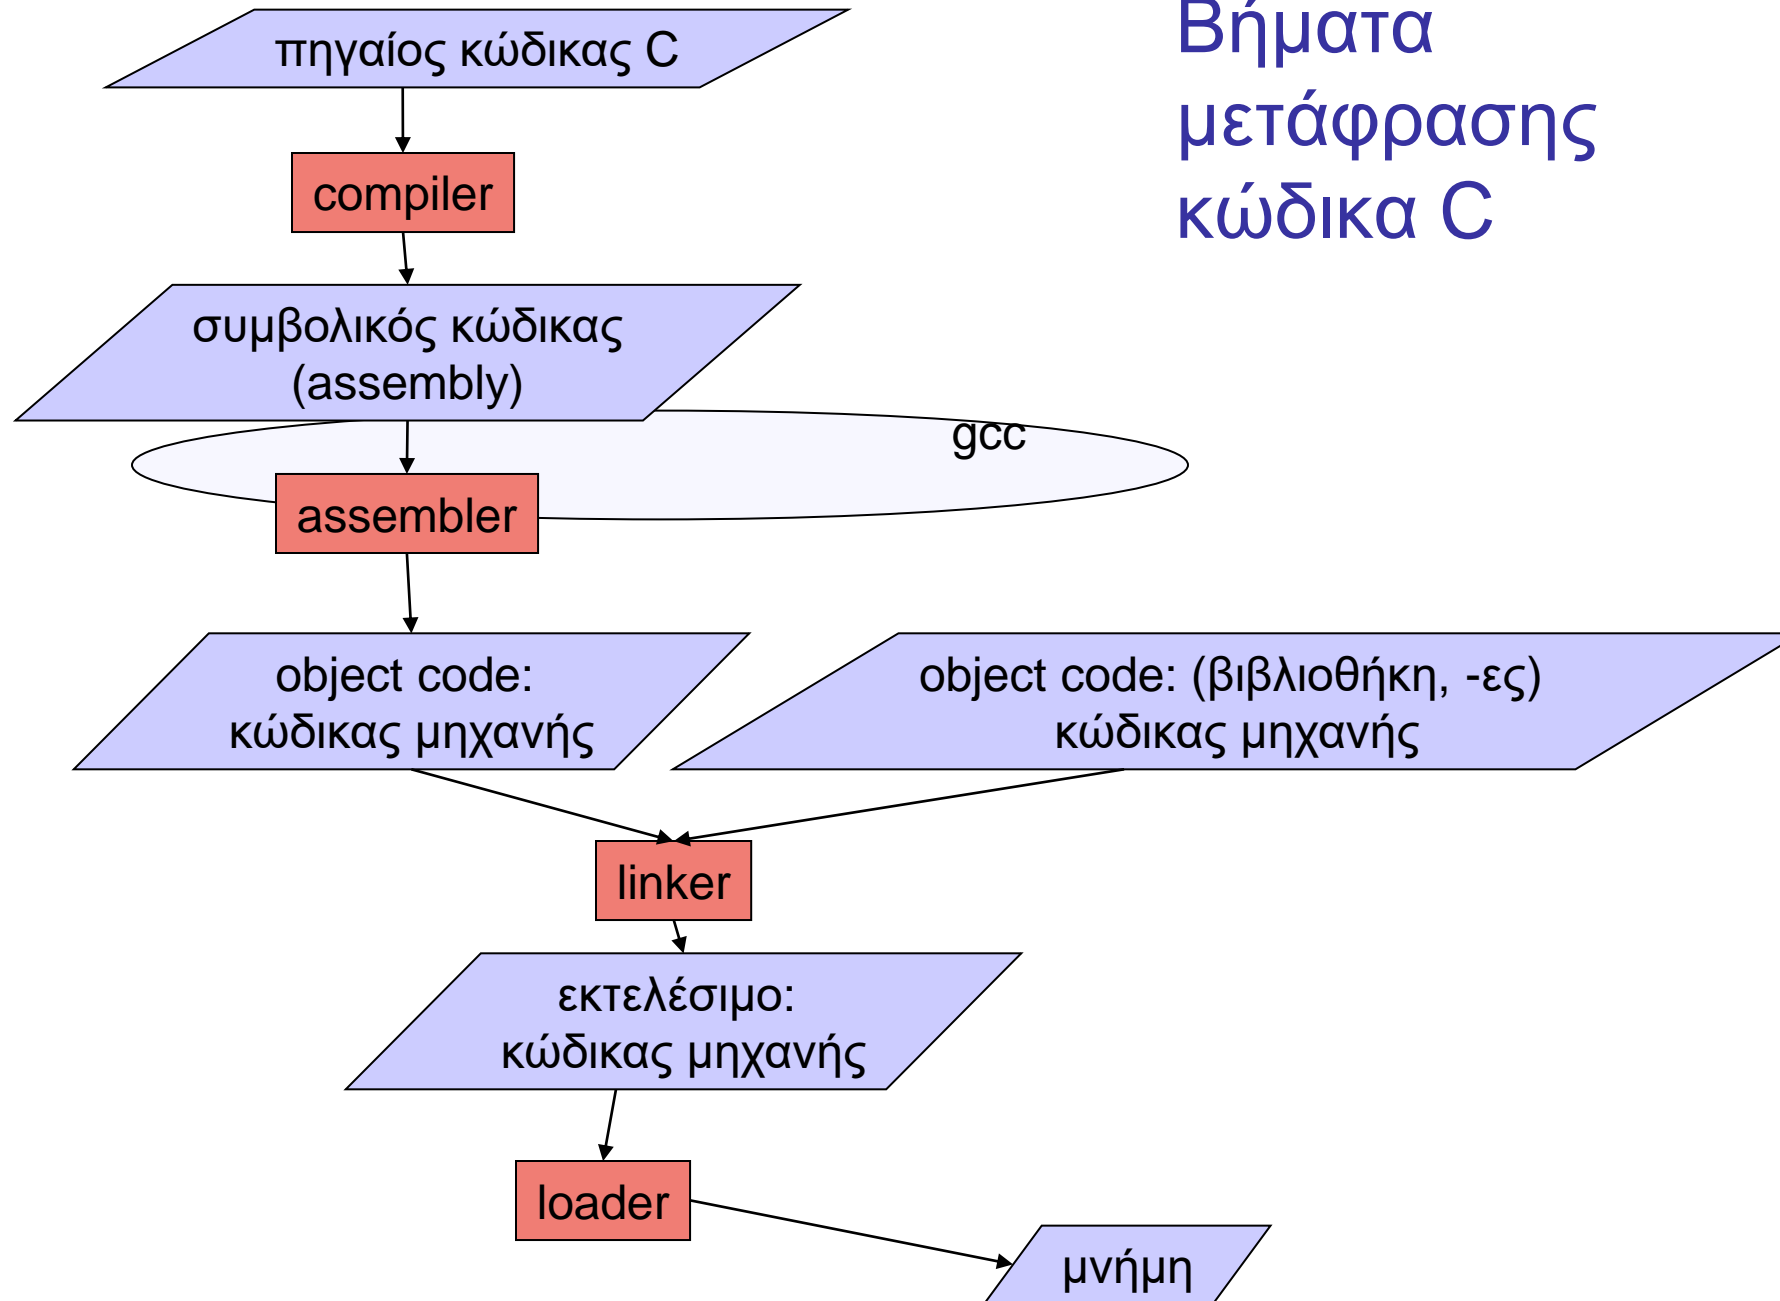 Βήματα
μετάφρασης
κώδικα C
πηγαίος κώδικας C
compiler
συμβολικός κώδικας
(assembly)
gcc
assembler
object code:
κώδικας μηχανής
object code: (βιβλιοθήκη, -ες)
κώδικας μηχανής
linker
εκτελέσιμο:
κώδικας μηχανής
loader
μνήμη